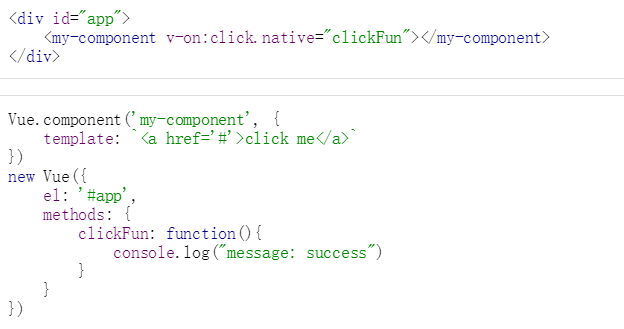 <div id="app">
    <my-component v-on:click.native="clickFun"></my-component>
</div>
Vue.component('my-component', {
    template: `<a href='#'>click me</a>`
})
new Vue({
    el: '#app',
    methods: {
        clickFun: function(){
            console.log("message: success")
        }
    }
})